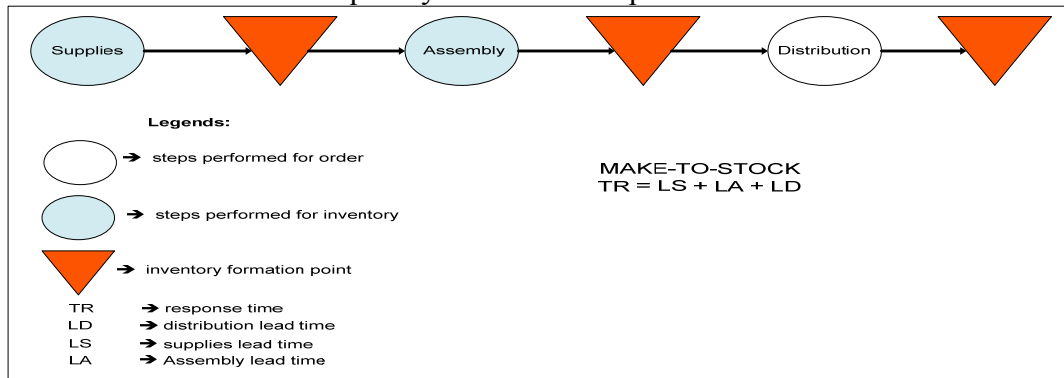 Supplies
Assembly
Distribution
Legends:
➔ steps performed for order
➔ steps performed for inventory
➔ inventory formation point
TR ➔ response time
LD ➔ distribution lead time
LS ➔ supplies lead time
LA ➔ Assembly lead time
MAKE-TO-STOCK
TR = LS + LA + LD